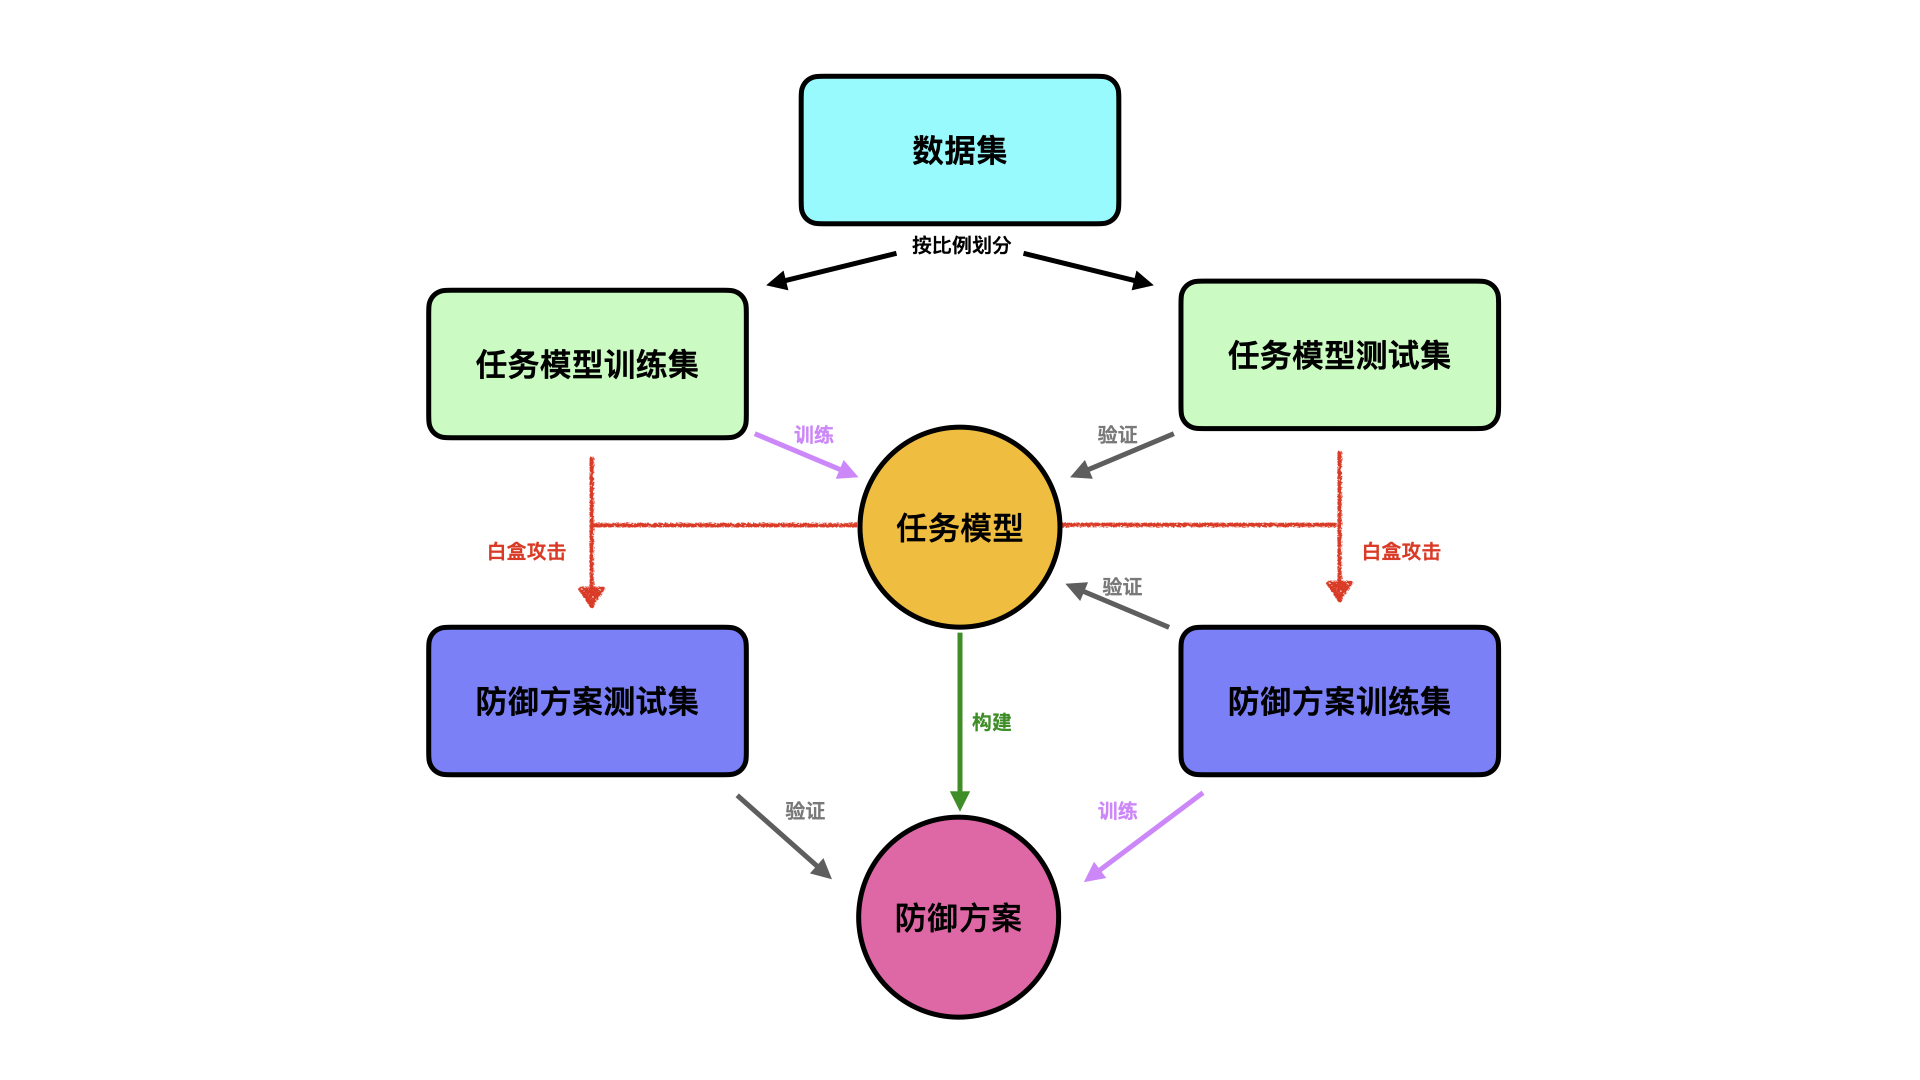 数据集
按比例划分
任务模型训练集
任务模型测试集
训练
验证
任务模型
白盒攻击
白盒攻击
验证
防御方案测试集
防御方案训练集
构建
验证
训练
防御方案